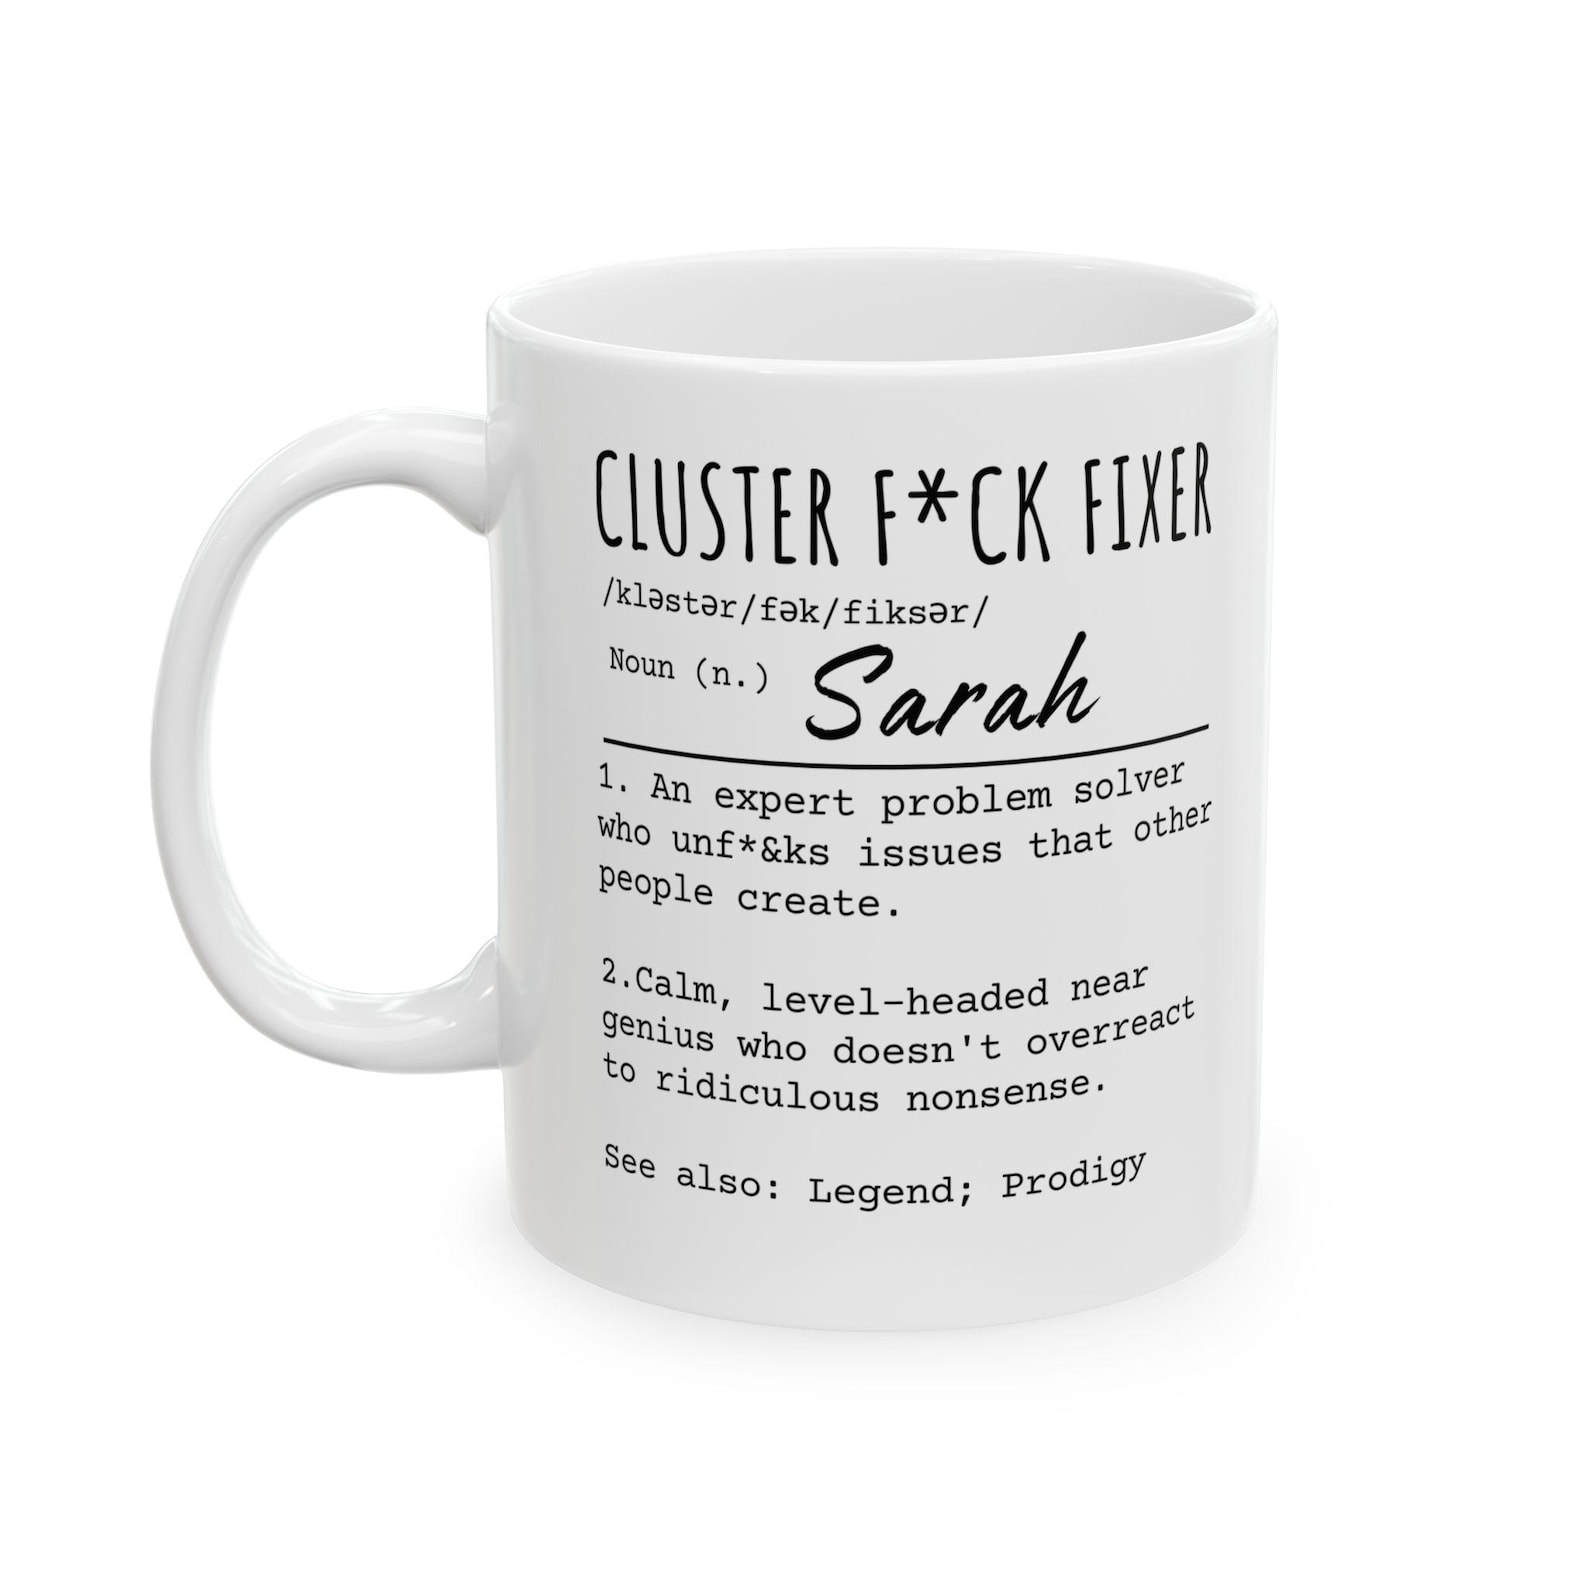 CLUSTER F*CK FIXER
/kləstər/fək/fiksər/
Noun (n.) Sarah
1. An expert problem solver
who unf*&ks issues that other
people create.
2.Calm, level-headed near
genius who doesn't overreact
to ridiculous nonsense.
See also: Legend; Prodigy